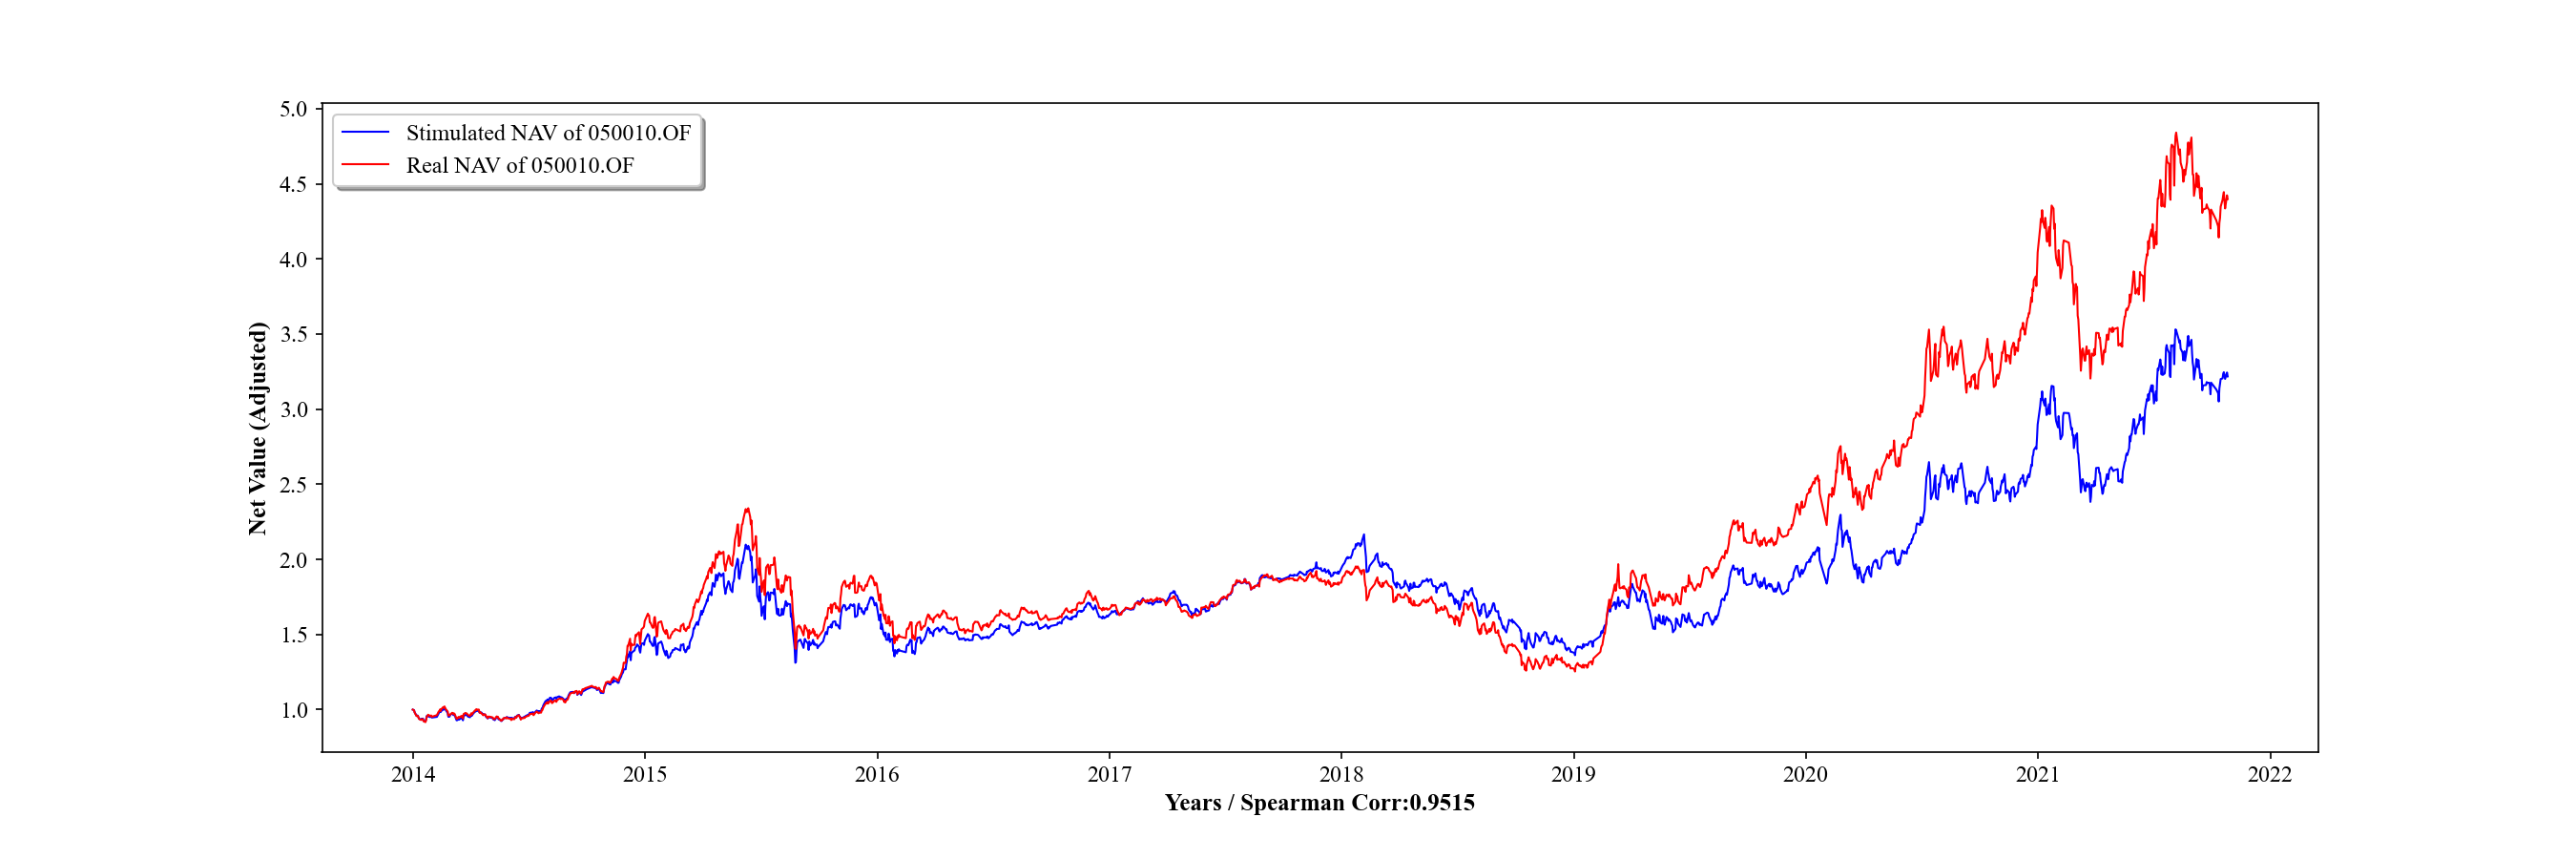 Stimulated NAV of 050010.OF
Real NAV of 050010.OF
5.0
4.5
4.0
3.5
3.0
2.5
2.0
1.5
1.0
Net Value (Adjusted)
2014 2015 2016 2017 2018 2019 2020 2021 2022
Years / Spearman Corr:0.9515